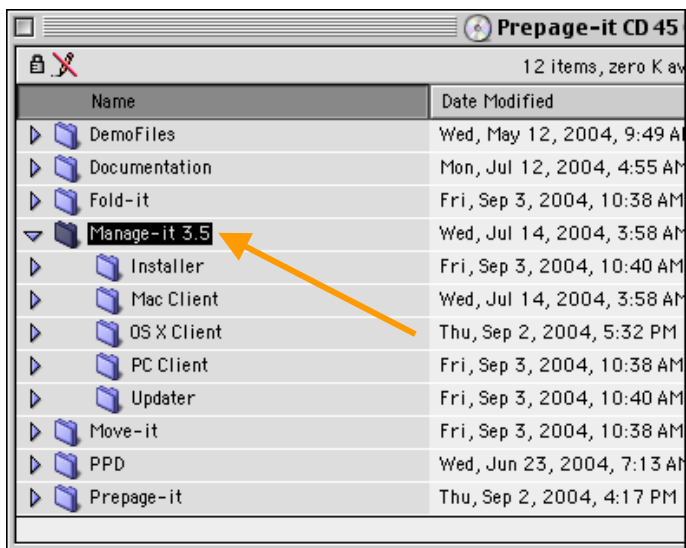 Prepage-it CD 45
12 items, zero K av
Name Date Modified
DemoFiles Wed, May 12, 2004, 9:49 AM
Documentation Mon, Jul 12, 2004, 4:55 AM
Fold-it Fri, Sep 3, 2004, 10:38 AM
Manage-it 3.5 Wed, Jul 14, 2004, 3:58 AM
Installer Fri, Sep 3, 2004, 10:40 AM
Mac Client Wed, Jul 14, 2004, 3:58 AM
OS X Client Thu, Sep 2, 2004, 5:32 PM
PC Client Fri, Sep 3, 2004, 10:38 AM
Updater Fri, Sep 3, 2004, 10:40 AM
Move-it Fri, Sep 3, 2004, 10:38 AM
PPD Wed, Jun 23, 2004, 7:13 AM
Prepage-it Thu, Sep 2, 2004, 4:17 PM